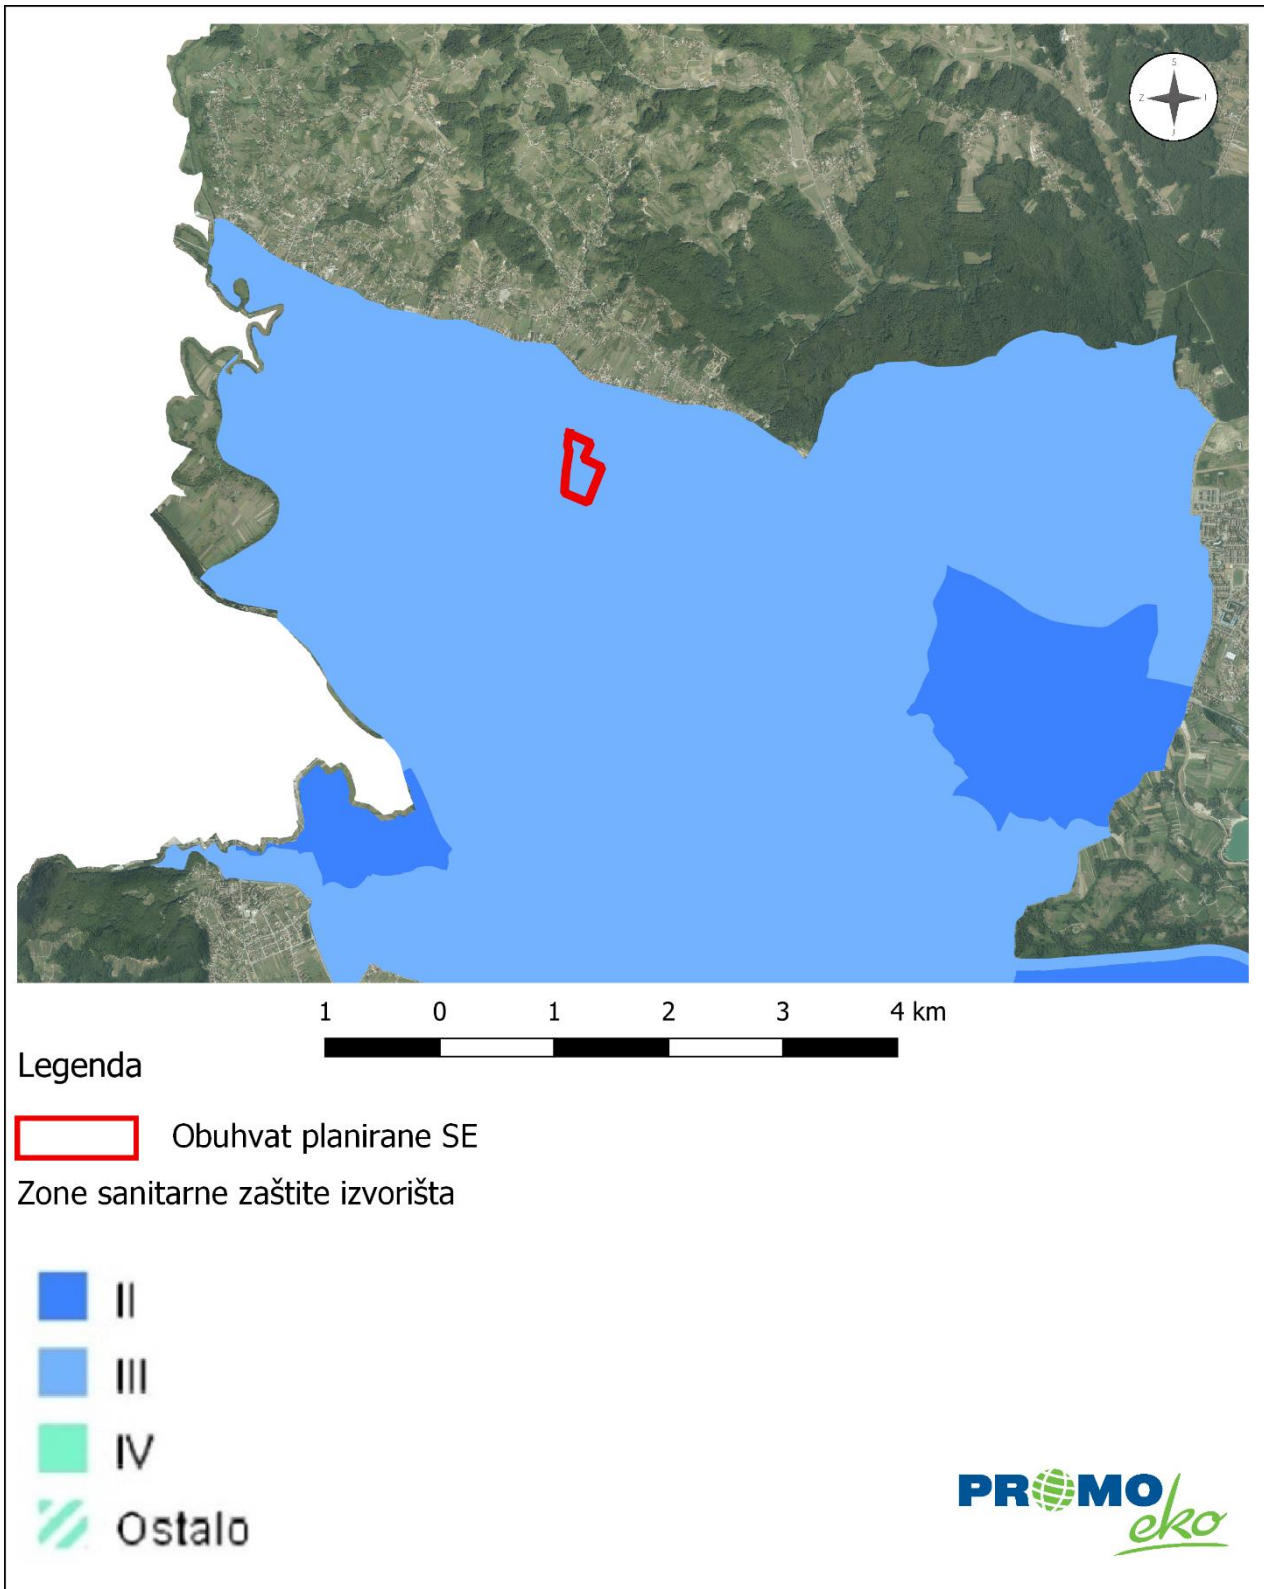 S
Z I
J
1 0 1 2 3 4 km
Legenda
Obuhvat planirane SE
Zone sanitarne zaštite izvorišta
II
III
IV
Ostalo
PROMO
eko